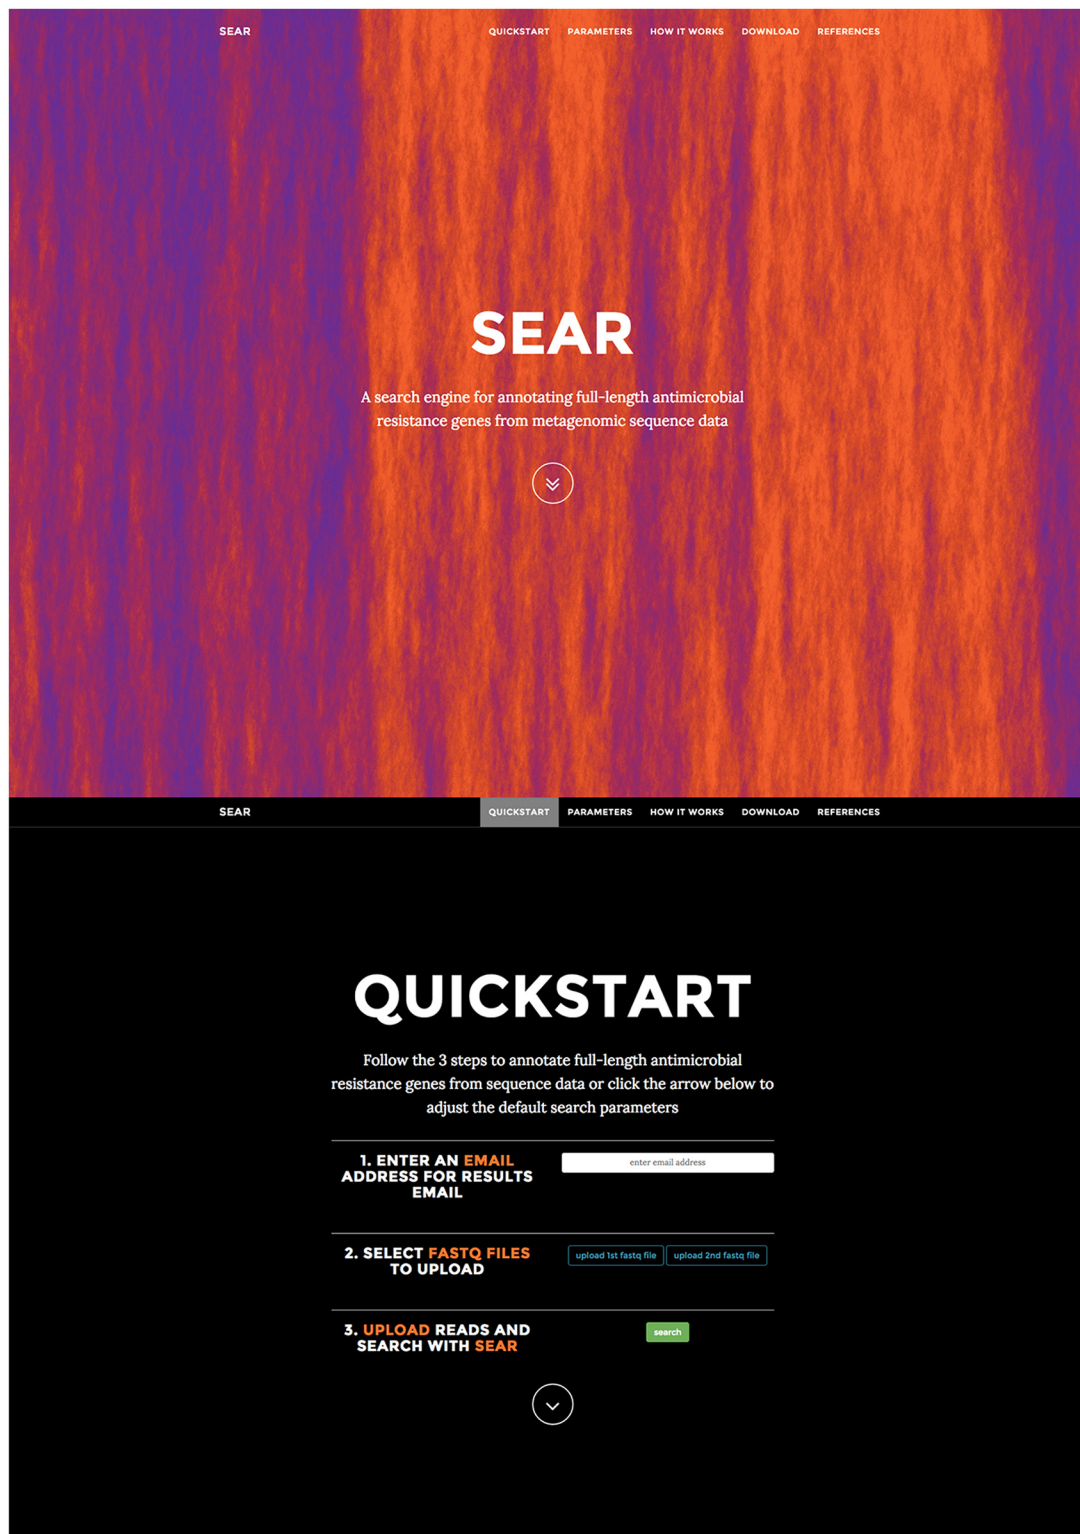 SEAR QUICKSTART PARAMETERS HOW IT WORKS DOWNLOAD REFERENCES
SEAR
A search engine for annotating full-length antimicrobial
resistance genes from metagenomic sequence data
SEAR QUICKSTART PARAMETERS HOW IT WORKS DOWNLOAD REFERENCES
QUICKSTART
Follow the 3 steps to annotate full-length antimicrobial
resistance genes from sequence data or click the arrow below to
adjust the default search parameters
1. ENTER AN EMAIL
ADDRESS FOR RESULTS
EMAIL
enter email address
2. SELECT FASTQ FILES
TO UPLOAD
upload 1st fastq file upload 2nd fastq file
3. UPLOAD READS AND
SEARCH WITH SEAR
search